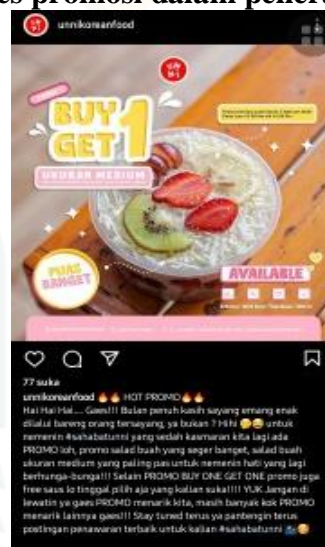 unnikoreanfood
BUY
GET 1
UKURAN MEDIUM
PUAS
BANGET
AVAILABLE
77 suka
unnikoreanfood 🔥🔥 HOT PROMO🔥🔥
Hai Hai Hai.... Gaes!!! Bulan penuh kasih sayang emang enak
dilalui bareng orang tersayang, ya bukan ? Hihi 😄😂 untuk
nemenin #sahabatunni yang sedah kasmaran kita lagi ada
PROMO loh, promo salad buah yang seger banget, salad buah
ukuran medium yang paling pas untuk nemenin hati yang lagi
berhunga-bunga!!! Selain PROMO BUY ONE GET ONE promo juga
free saus lo tinggal pilih aja yang kalian suka!!!! YUK Jangan di
lewatin ya gaes PROMO menarik kita, masih banyak kok PROMO
menarik lainnya gaes!!! Stay tuned terus ya pantengin terus
postingan penawaran terbaik untuk kalian #sahabatunni